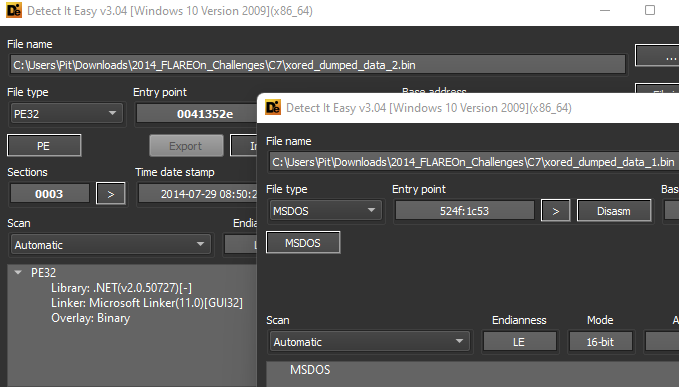 Detect It Easy v3.04 [Windows 10 Version 2009](x86_64)
File name
C:\Users\Pit\Downloads\2014_FLAREOn_Challenges\C7\xored_dumped_data_2.bin
...
File type
Entry point
Base address
PE32
0041352e
PE
Export
Sections
Time date stamp
0003
>
2014-07-29 08:50:2
Scan
Endian
Automatic
L
PE32
Library: .NET(v2.0.50727)[-]
Linker: Microsoft Linker(11.0)[GUI32]
Overlay: Binary
Detect It Easy v3.04 [Windows 10 Version 2009](x86_64)
File name
C:\Users\Pit\Downloads\2014_FLAREOn_Challenges\C7\xored_dumped_data_1.bin
File type
Entry point
Bas
MSDOS
524f:1c53
>
Disasm
MSDOS
Scan
Endianness
Mode
A
Automatic
LE
16-bit
MSDOS